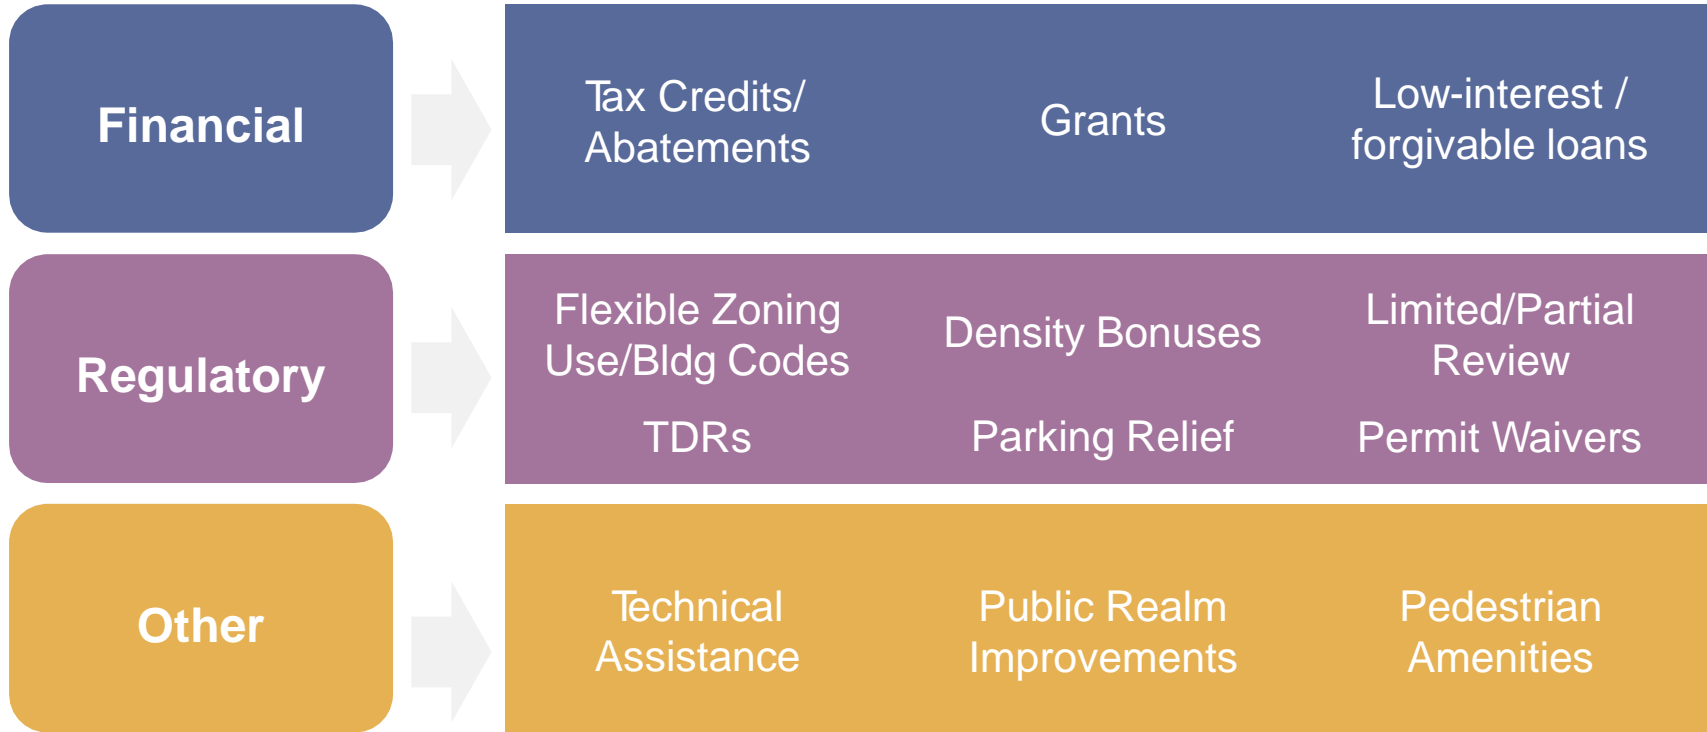 Financial
Tax Credits/
Abatements
Grants
Low-interest /
forgivable loans
Regulatory
Flexible Zoning
Use/Bldg Codes
Density Bonuses
Limited/Partial
Review
TDRs
Parking Relief
Permit Waivers
Other
Technical
Assistance
Public Realm
Improvements
Pedestrian
Amenities